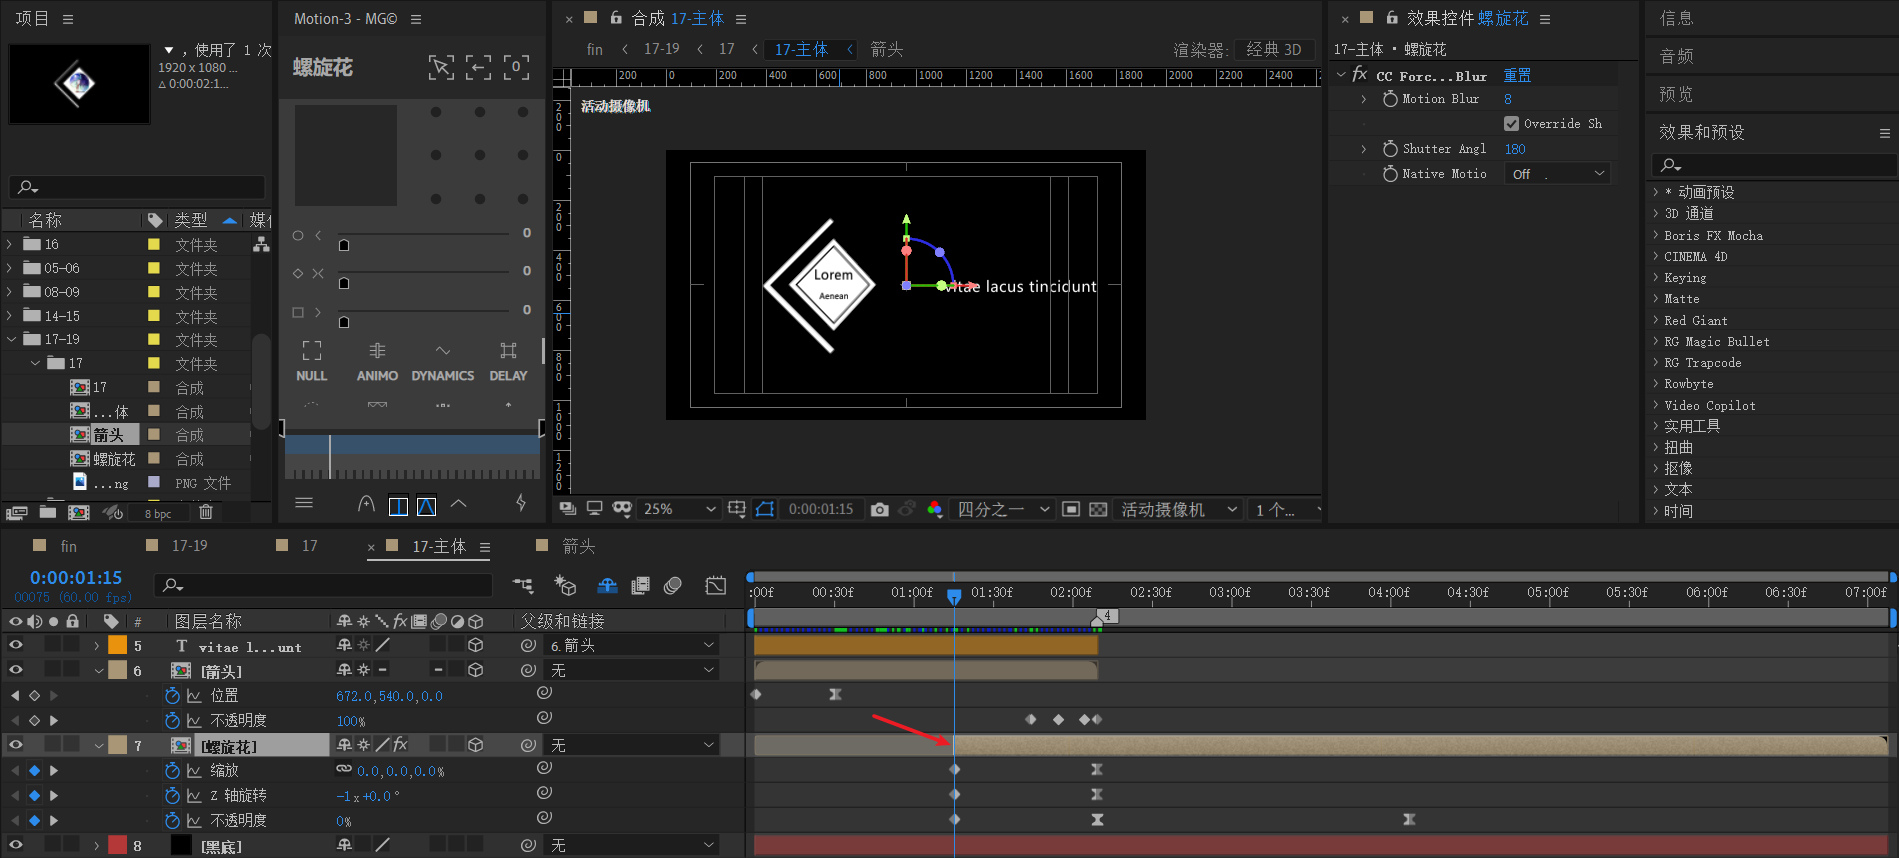 项目
，使用了 1 次
1920 x 1080 ...
Δ 0:00:02:1...
名称 类型 媒体
16 文件夹
05-06 文件夹
08-09 文件夹
14-15 文件夹
17-19 文件夹
17 文件夹
17 合成
...体 合成
箭头 合成
螺旋花 合成
...ng PNG 文件
8 bpc
Motion-3 - MG©
螺旋花
0
0
0
0
NULL ANIMO DYNAMICS DELAY
合成 17-主体
fin 17-19 17 17-主体 箭头
渲染器: 经典 3D
200 0 200 400 600 800 1000 1200 1400 1600 1800 2000 2200 2400
200 0 200 400 600 800 1000 1200
活动摄像机
Lorem
Aenean
vitae lacus tincidunt
25% 0:00:01:15 四分之一 活动摄像机 1 个...
效果控件 螺旋花
17-主体 • 螺旋花
fx CC Forc...Blur 重置
Motion Blur 8
Override Sh
Shutter Angl 180
Native Motio Off .
信息
音频
预览
效果和预设
* 动画预设
3D 通道
Boris FX Mocha
CINEMA 4D
Keying
Matte
Red Giant
RG Magic Bullet
RG Trapcode
Rowbyte
Video Copilot
实用工具
扭曲
抠像
文本
时间
fin 17-19 17 17-主体 箭头
0:00:01:15
00075 (60.00 fps)
:00f 00:30f 01:00f 01:30f 02:00f 02:30f 03:00f 03:30f 04:00f 04:30f 05:00f 05:30f 06:00f 06:30f 07:00f
# 图层名称 fx 父级和链接
4
5 T vitae l...unt 6.箭头
6 [箭头] 无
位置 672.0,540.0,0.0
不透明度 100%
7 [螺旋花] fx 无
缩放 0.0,0.0,0.0%
Z 轴旋转 -1x+0.0°
不透明度 0%
8 [黑底] 无